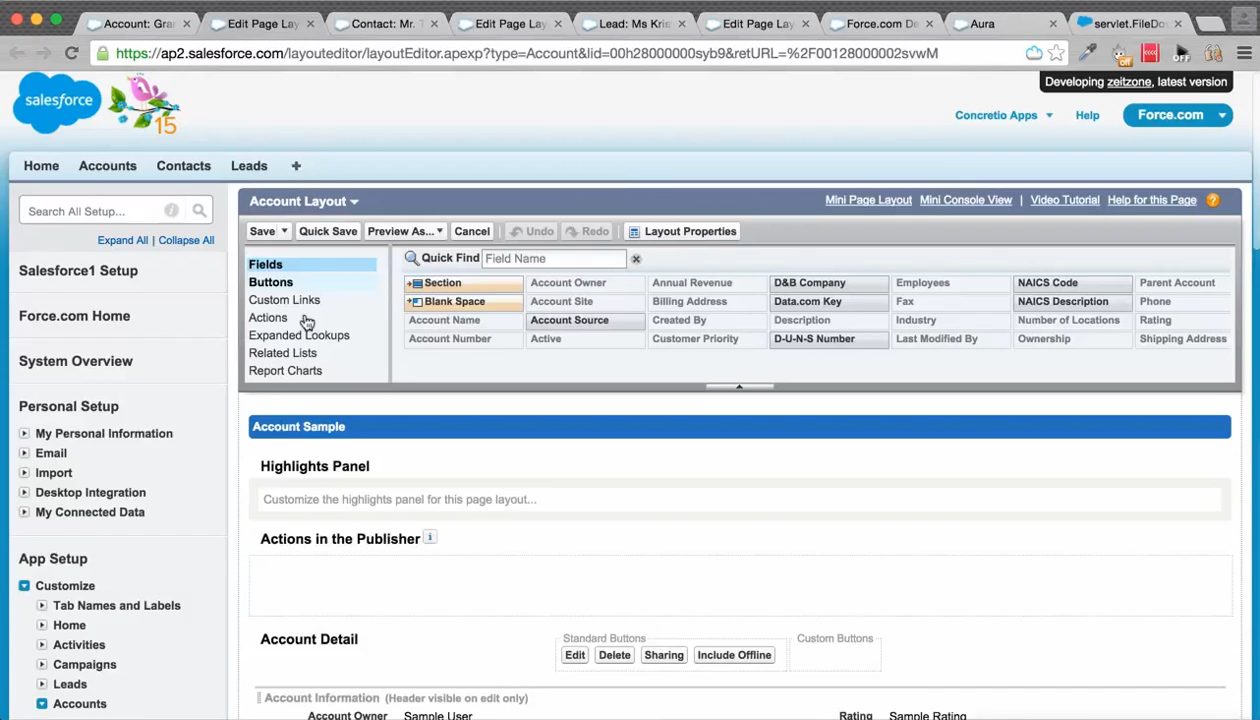 Account: Gran
Edit Page Lay
Contact: Mr. T
Edit Page Lay
Lead: Ms Kris
Edit Page Lay
Force.com De
Aura
servlet.FileDo
https://ap2.salesforce.com/layouteditor/layoutEditor.apexp?type=Account&lid=00h28000000syb9&retURL=%2F00128000002svwM
off
OFF
salesforce
15
Developing zeitzone, latest version
Concretio Apps
Help
Force.com
Home
Accounts
Contacts
Leads
+
Search All Setup...
Expand All | Collapse All
Salesforce1 Setup
Force.com Home
System Overview
Personal Setup
My Personal Information
Email
Import
Desktop Integration
My Connected Data
App Setup
Customize
Tab Names and Labels
Home
Activities
Campaigns
Leads
Accounts
Account Layout
Mini Page Layout Mini Console View | Video Tutorial Help for this Page ?
Save Quick Save Preview As... Cancel Undo Redo Layout Properties
Fields
Buttons
Custom Links
Actions
Expanded Lookups
Related Lists
Report Charts
Quick Find Field Name
Section Account Owner Annual Revenue D&B Company Employees NAICS Code Parent Account
Blank Space Account Site Billing Address Data.com Key Fax NAICS Description Phone
Account Name Account Source Created By Description Industry Number of Locations Rating
Account Number Active Customer Priority D-U-N-S Number Last Modified By Ownership Shipping Address
Account Sample
Highlights Panel
Customize the highlights panel for this page layout...
Actions in the Publisher i
Account Detail
Standard Buttons
Edit Delete Sharing Include Offline
Custom Buttons
Account Information (Header visible on edit only)
Account Owner Sample User Rating Sample Rating